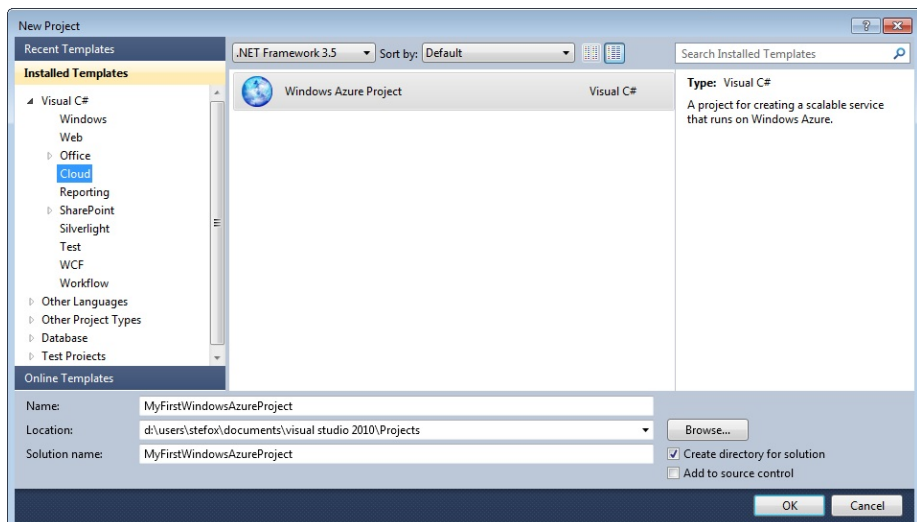 New Project
Recent Templates
.NET Framework 3.5
Sort by: Default
Search Installed Templates
Installed Templates
Visual C#
Windows
Web
Office
Cloud
Reporting
SharePoint
Silverlight
Test
WCF
Workflow
Other Languages
Other Project Types
Database
Test Projects
Online Templates
Windows Azure Project Visual C#
Type: Visual C#
A project for creating a scalable service
that runs on Windows Azure.
Name: MyFirstWindowsAzureProject
Location: d:\users\stefox\documents\visual studio 2010\Projects
Browse...
Solution name: MyFirstWindowsAzureProject
Create directory for solution
Add to source control
OK Cancel